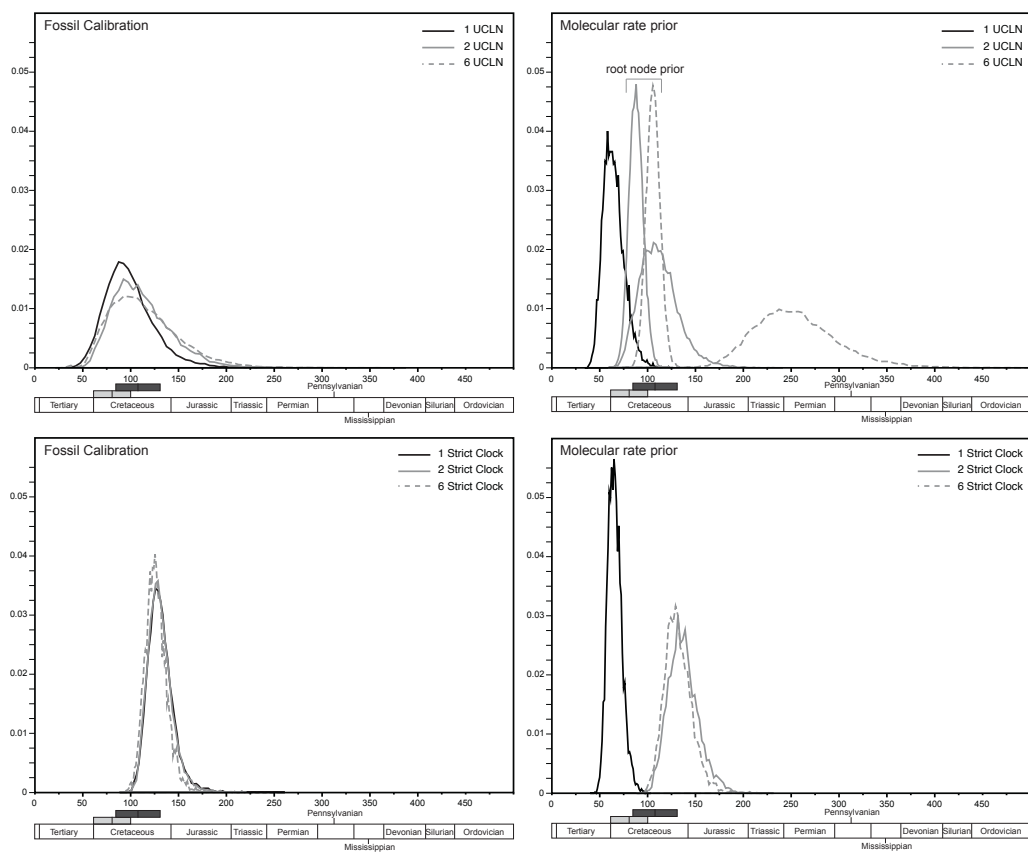 Fossil Calibration
1 UCLN
2 UCLN
6 UCLN
0.05
0.04
0.03
0.02
0.01
0
0 50 100 150 200 250 300 350 400 450
Pennsylvanian
Tertiary Cretaceous Jurassic Triassic Permian Devonian Silurian Ordovician
Mississippian
Molecular rate prior
1 UCLN
2 UCLN
6 UCLN
root node prior
0.05
0.04
0.03
0.02
0.01
0
0 50 100 150 200 250 300 350 400 450
Pennsylvanian
Tertiary Cretaceous Jurassic Triassic Permian Devonian Silurian Ordovician
Mississippian
Fossil Calibration
1 Strict Clock
2 Strict Clock
6 Strict Clock
0.05
0.04
0.03
0.02
0.01
0
0 50 100 150 200 250 300 350 400 450
Pennsylvanian
Tertiary Cretaceous Jurassic Triassic Permian Devonian Silurian Ordovician
Mississippian
Molecular rate prior
1 Strict Clock
2 Strict Clock
6 Strict Clock
0.05
0.04
0.03
0.02
0.01
0
0 50 100 150 200 250 300 350 400 450
Pennsylvanian
Tertiary Cretaceous Jurassic Triassic Permian Devonian Silurian Ordovician
Mississippian